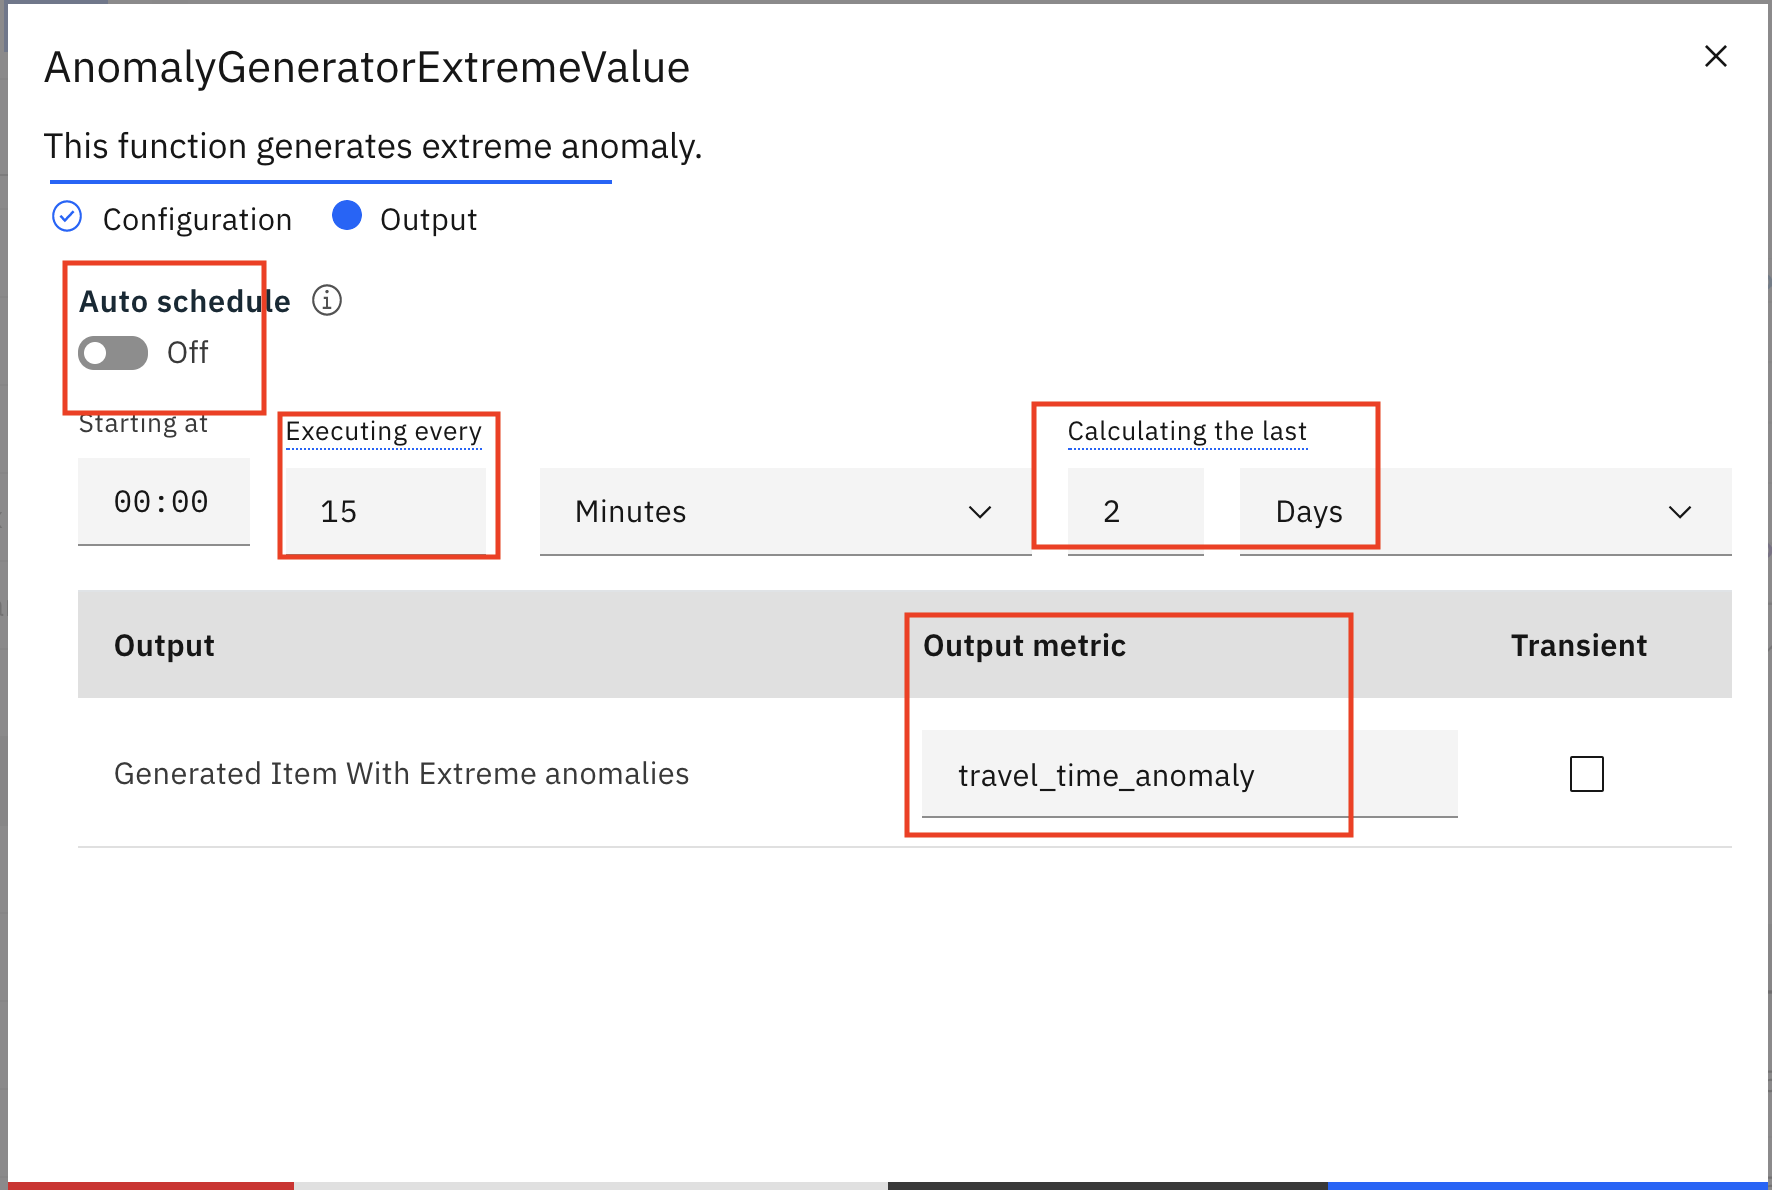 AnomalyGeneratorExtremeValue
This function generates extreme anomaly.
Configuration Output
Auto schedule
Off
Starting at Executing every Calculating the last
00:00 15 Minutes 2 Days
Output Output metric Transient
Generated Item With Extreme anomalies travel_time_anomaly